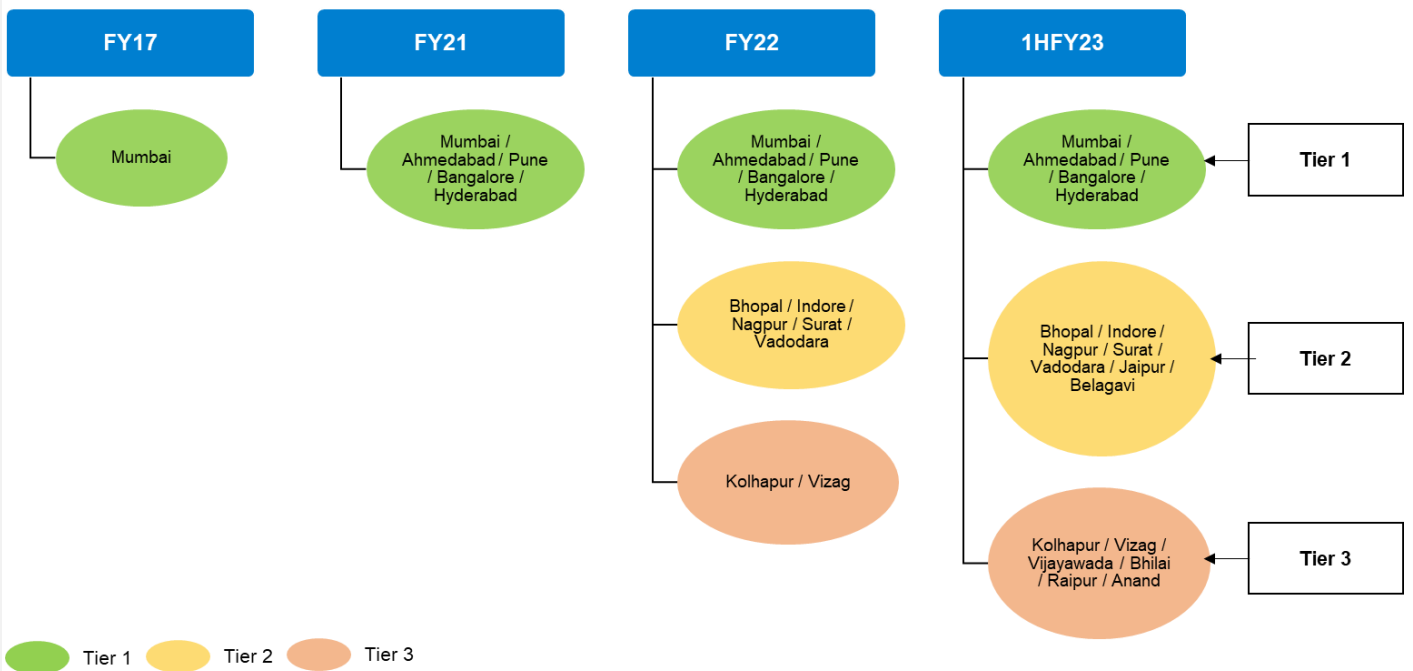 FY17
Mumbai
FY21
Mumbai /
Ahmedabad / Pune
/ Bangalore /
Hyderabad
FY22
Mumbai /
Ahmedabad / Pune
/ Bangalore /
Hyderabad
Bhopal / Indore /
Nagpur / Surat /
Vadodara
Kolhapur / Vizag
1HFY23
Mumbai /
Ahmedabad / Pune
/ Bangalore /
Hyderabad
Tier 1
Bhopal / Indore /
Nagpur / Surat /
Vadodara / Jaipur /
Belagavi
Tier 2
Kolhapur / Vizag /
Vijayawada / Bhilai
/ Raipur / Anand
Tier 3
Tier 1
Tier 2
Tier 3